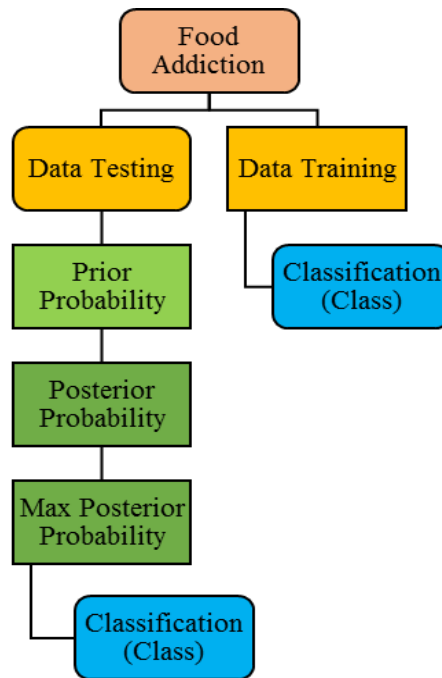 Food
Addiction
Data Testing
Data Training
Prior
Probability
Classification
(Class)
Posterior
Probability
Max Posterior
Probability
Classification
(Class)